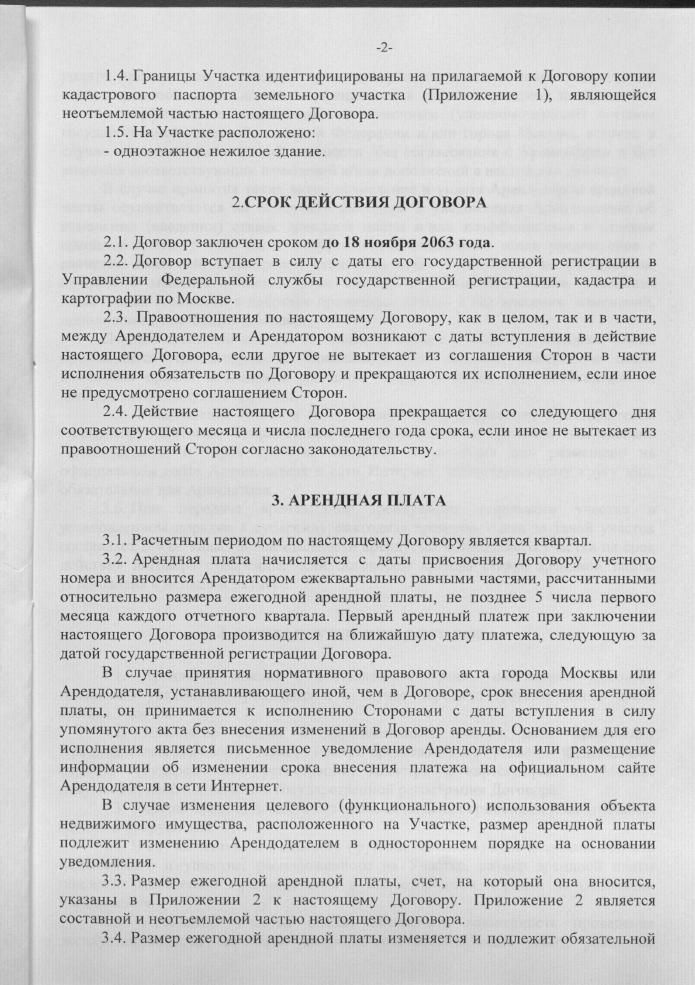 -2-
1.4. Границы Участка идентифицированы на прилагаемой к Договору копии
кадастрового паспорта земельного участка (Приложение 1), являющейся
неотъемлемой частью настоящего Договора.
1.5. На Участке расположено:
- одноэтажное нежилое здание.
2.СРОК ДЕЙСТВИЯ ДОГОВОРА
2.1. Договор заключен сроком до 18 ноября 2063 года.
2.2. Договор вступает в силу с даты его государственной регистрации в
Управлении Федеральной службы государственной регистрации, кадастра и
картографии по Москве.
2.3. Правоотношения по настоящему Договору, как в целом, так и в части,
между Арендодателем и Арендатором возникают с даты вступления в действие
настоящего Договора, если другое не вытекает из соглашения Сторон в части
исполнения обязательств по Договору и прекращаются их исполнением, если иное
не предусмотрено соглашением Сторон.
2.4. Действие настоящего Договора прекращается со следующего дня
соответствующего месяца и числа последнего года срока, если иное не вытекает из
правоотношений Сторон согласно законодательству.
3. АРЕНДНАЯ ПЛАТА
3.1. Расчетным периодом по настоящему Договору является квартал.
3.2. Арендная плата начисляется с даты присвоения Договору учетного
номера и вносится Арендатором ежеквартально равными частями, рассчитанными
относительно размера ежегодной арендной платы, не позднее 5 числа первого
месяца каждого отчетного квартала. Первый арендный платеж при заключении
настоящего Договора производится на ближайшую дату платежа, следующую за
датой государственной регистрации Договора.
В случае принятия нормативного правового акта города Москвы или
Арендодателя, устанавливающего иной, чем в Договоре, срок внесения арендной
платы, он принимается к исполнению Сторонами с даты вступления в силу
упомянутого акта без внесения изменений в Договор аренды. Основанием для его
исполнения является письменное уведомление Арендодателя или размещение
информации об изменении срока внесения платежа на официальном сайте
Арендодателя в сети Интернет.
В случае изменения целевого (функционального) использования объекта
недвижимого имущества, расположенного на Участке, размер арендной платы
подлежит изменению Арендодателем в одностороннем порядке на основании
уведомления.
3.3. Размер ежегодной арендной платы, счет, на который она вносится,
указаны в Приложении 2 к настоящему Договору. Приложение 2 является
составной и неотъемлемой частью настоящего Договора.
3.4. Размер ежегодной арендной платы изменяется и подлежит обязательной